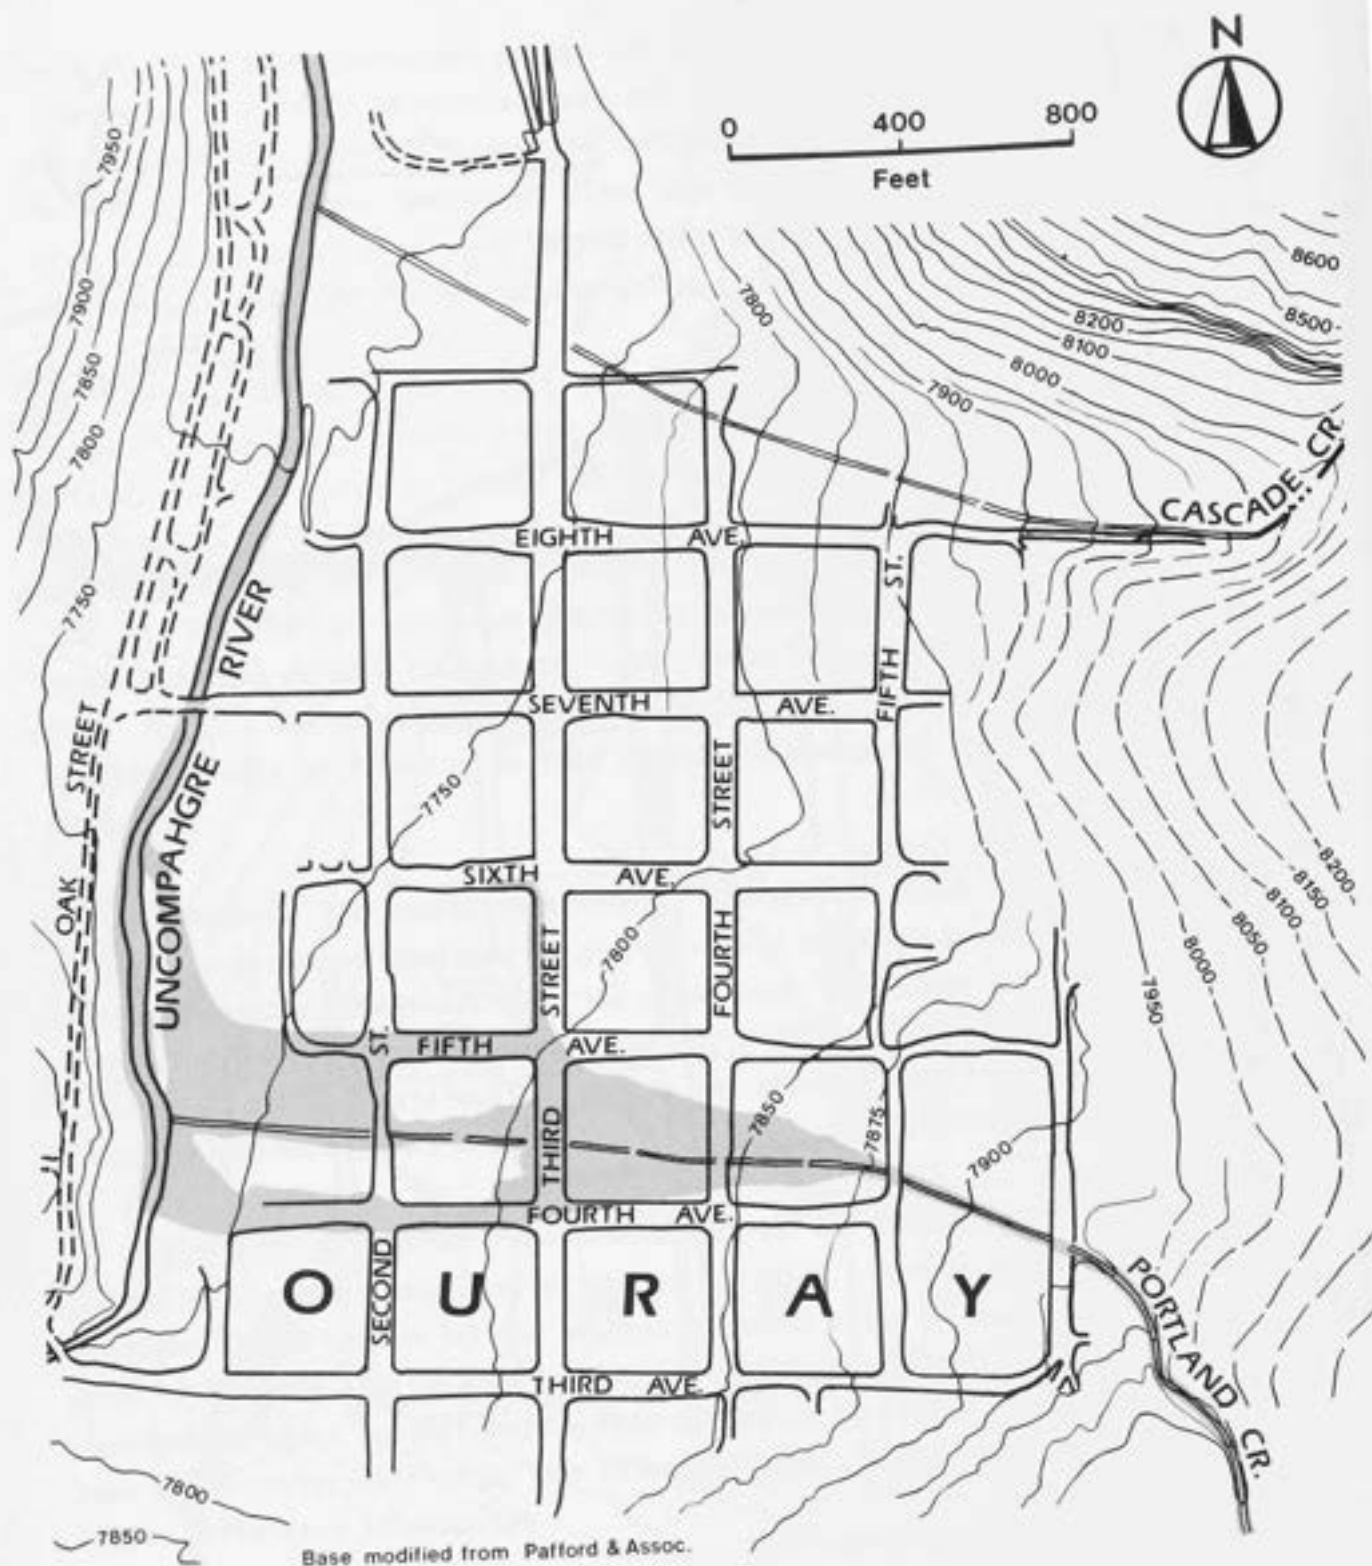 N
0 400 800
Feet
7950
7900
7850
7800
7750
7800
8600
8500
8200
8100
8000
7900
CASCADE CR.
EIGHTH AVE.
FIFTH ST.
RIVER
SEVENTH AVE.
OAK STREET
UNCOMPAHGRE
7750
STREET
SIXTH AVE.
7800
STREET
FOURTH
8200
8150
8100
8050
8000
7950
ST.
FIFTH AVE.
THIRD
7850
7875
7900
FOURTH AVE.
SECOND
OURAY
PORTLAND CR.
THIRD AVE.
7800
7850
Base modified from Pafford & Assoc.